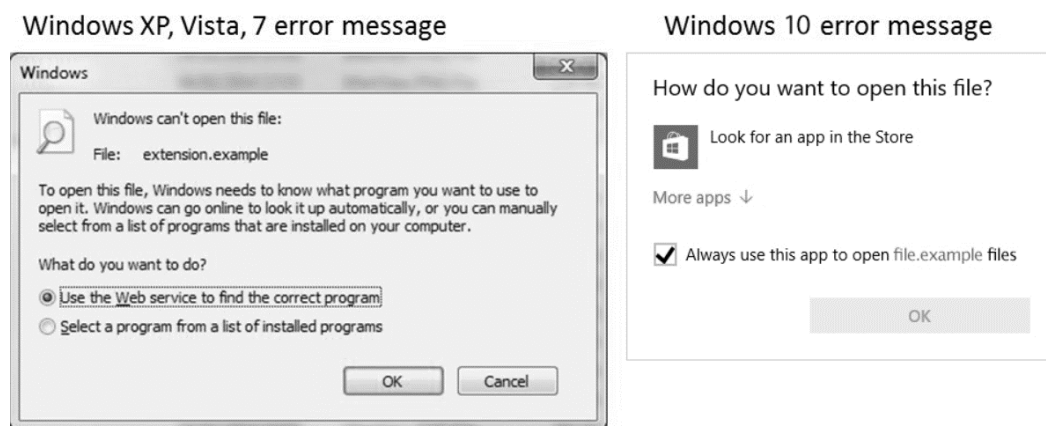 Windows XP, Vista, 7 error message
Windows
Windows can't open this file:
File: extension.example
To open this file, Windows needs to know what program you want to use to
open it. Windows can go online to look it up automatically, or you can manually
select from a list of programs that are installed on your computer.
What do you want to do?
Use the Web service to find the correct program
Select a program from a list of installed programs
OK
Cancel
Windows 10 error message
How do you want to open this file?
Look for an app in the Store
More apps ↓
Always use this app to open file.example files
OK